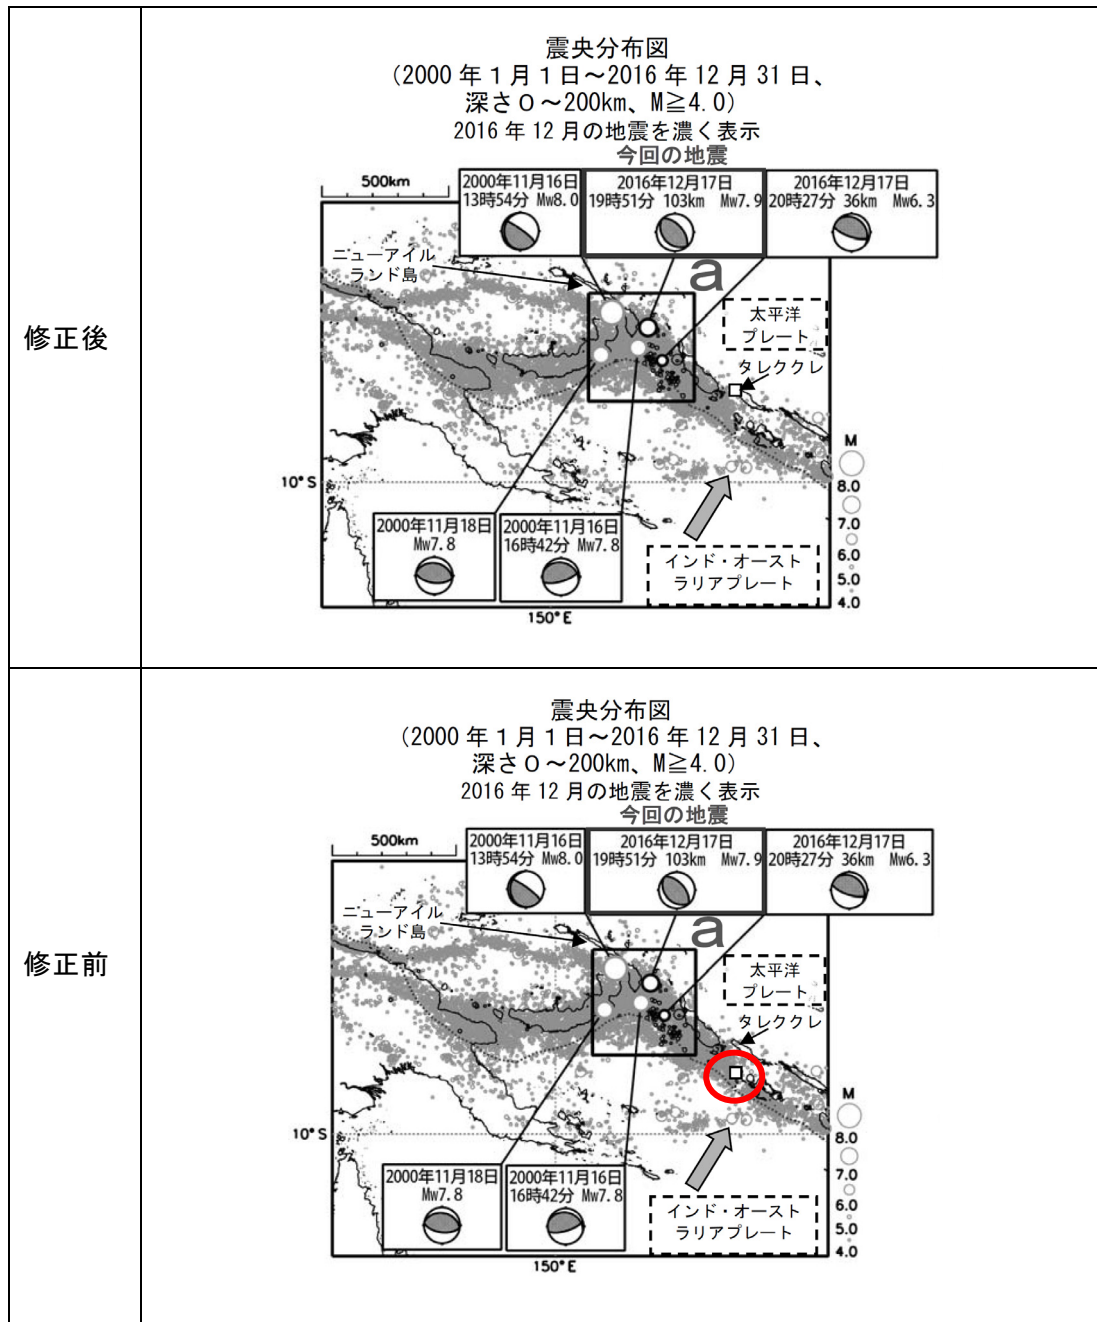 修正後
震央分布図
(2000 年 1 月 1 日～2016 年 12 月 31 日、
深さ0～200km、M≧4.0)
2016 年 12 月の地震を濃く表示
今回の地震
500km
2000年11月16日
13時54分 Mw8.0
2016年12月17日
19時51分 103km Mw7.9
2016年12月17日
20時27分 36km Mw6.3
ニューアイル
ランド島
a
太平洋
プレート
タレククレ
M
8.0
7.0
6.0
5.0
4.0
10°S
2000年11月18日
Mw7.8
2000年11月16日
16時42分 Mw7.8
インド・オースト
ラリアプレート
150°E
修正前
震央分布図
(2000 年 1 月 1 日～2016 年 12 月 31 日、
深さ0～200km、M≧4.0)
2016 年 12 月の地震を濃く表示
今回の地震
500km
2000年11月16日
13時54分 Mw8.0
2016年12月17日
19時51分 103km Mw7.9
2016年12月17日
20時27分 36km Mw6.3
ニューアイル
ランド島
a
太平洋
プレート
タレククレ
M
8.0
7.0
6.0
5.0
4.0
10°S
2000年11月18日
Mw7.8
2000年11月16日
16時42分 Mw7.8
インド・オースト
ラリアプレート
150°E